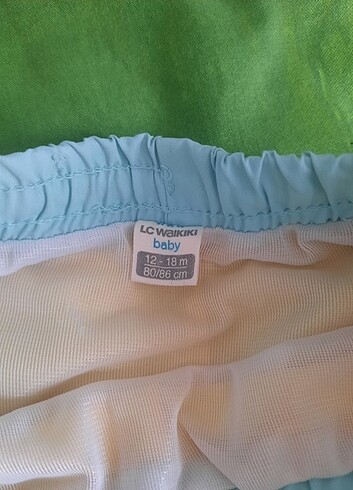 LC WAIKIKI
baby
12 - 18 m
80/86 cm